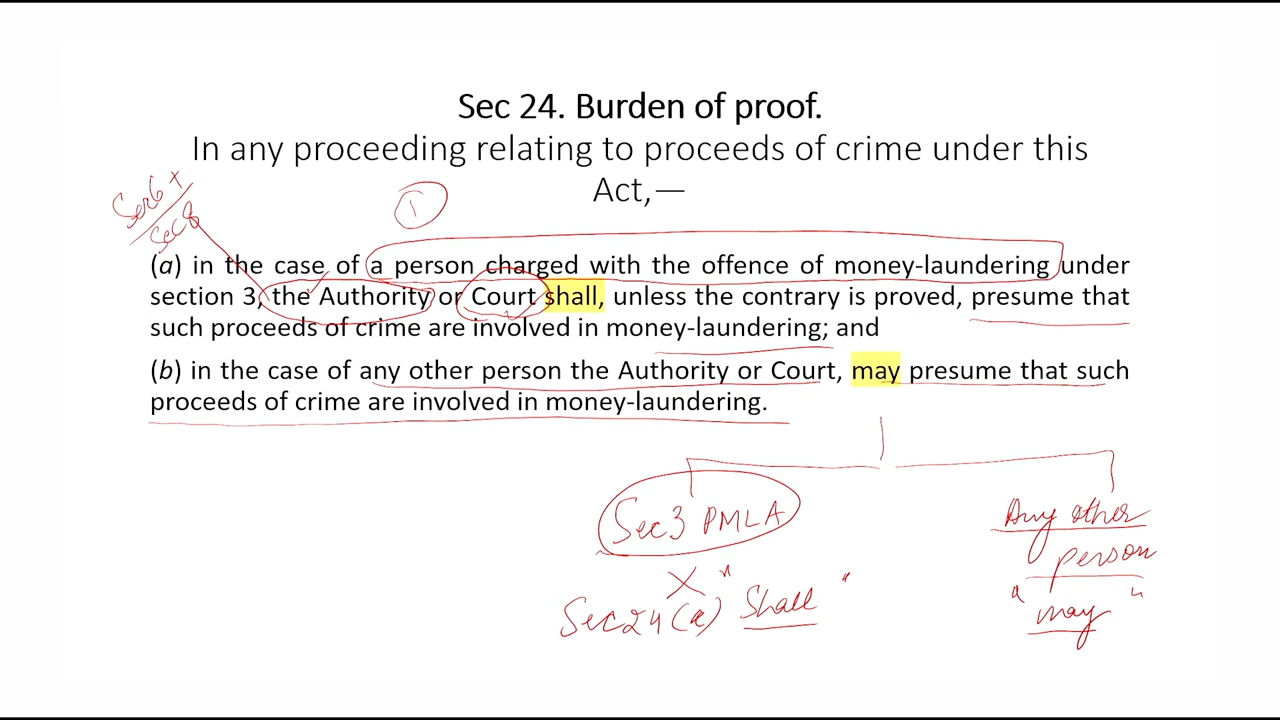 Sec 24. Burden of proof.
In any proceeding relating to proceeds of crime under this
Act,—
Sec 6 +
Sec 8
1
(a) in the case of a person charged with the offence of money-laundering under
section 3, the Authority or Court shall, unless the contrary is proved, presume that
such proceeds of crime are involved in money-laundering; and
(b) in the case of any other person the Authority or Court, may presume that such
proceeds of crime are involved in money-laundering.
Sec 3 PMLA
X
Sec 24 (a) "Shall"
Any other
person
"may"